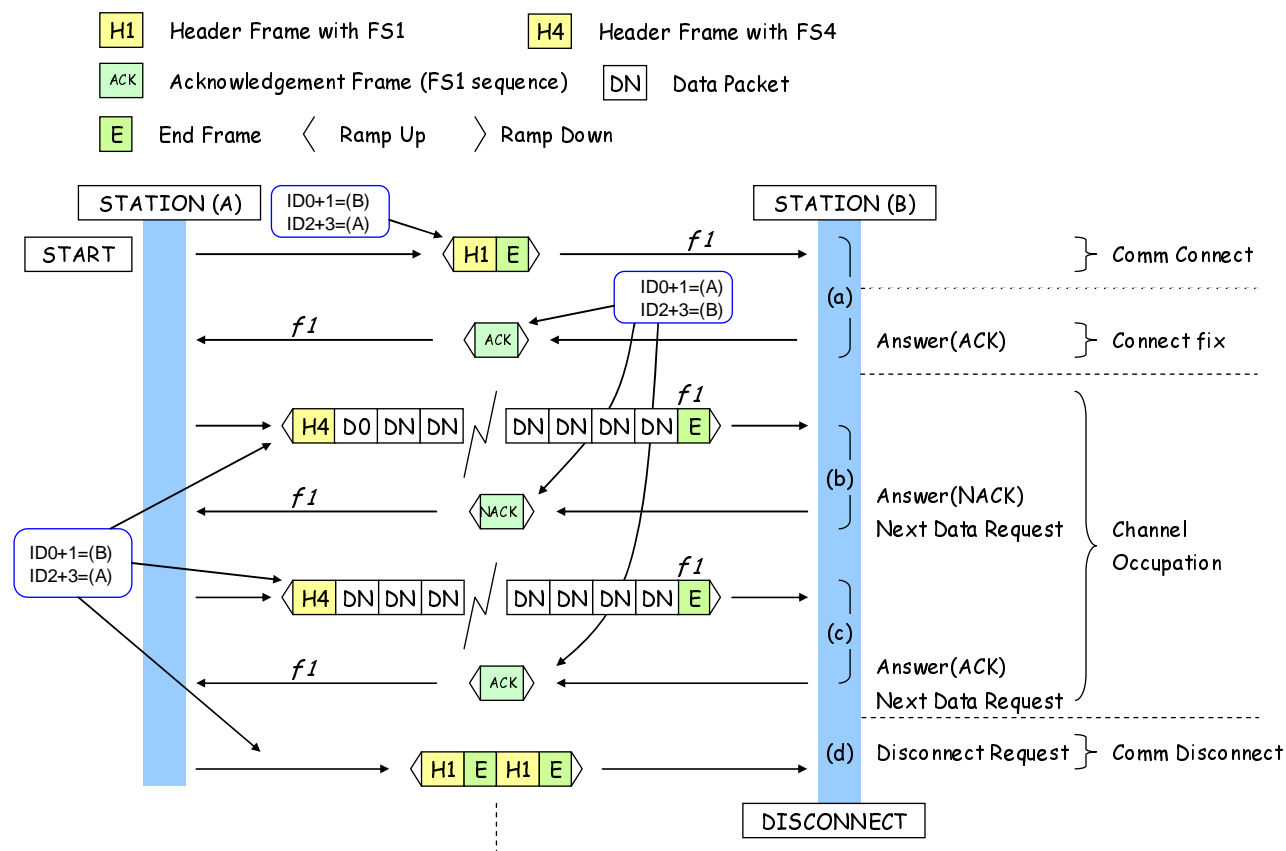 H1 Header Frame with FS1 H4 Header Frame with FS4
ACK Acknowledgement Frame (FS1 sequence) DN Data Packet
E End Frame Ramp Up Ramp Down
STATION (A) ID0+1=(B) STATION (B)
ID2+3=(A)
START H1 E f1 Comm Connect
ID0+1=(A)
ID2+3=(B)
(a)
f1 ACK Answer(ACK) Connect fix
f1
H4 D0 DN DN DN DN DN DN E
(b)
f1 NACK Answer(NACK)
Next Data Request Channel
Occupation
ID0+1=(B)
ID2+3=(A)
f1
H4 DN DN DN DN DN DN DN E
(c)
f1 ACK Answer(ACK)
Next Data Request
H1 E H1 E (d) Disconnect Request Comm Disconnect
DISCONNECT